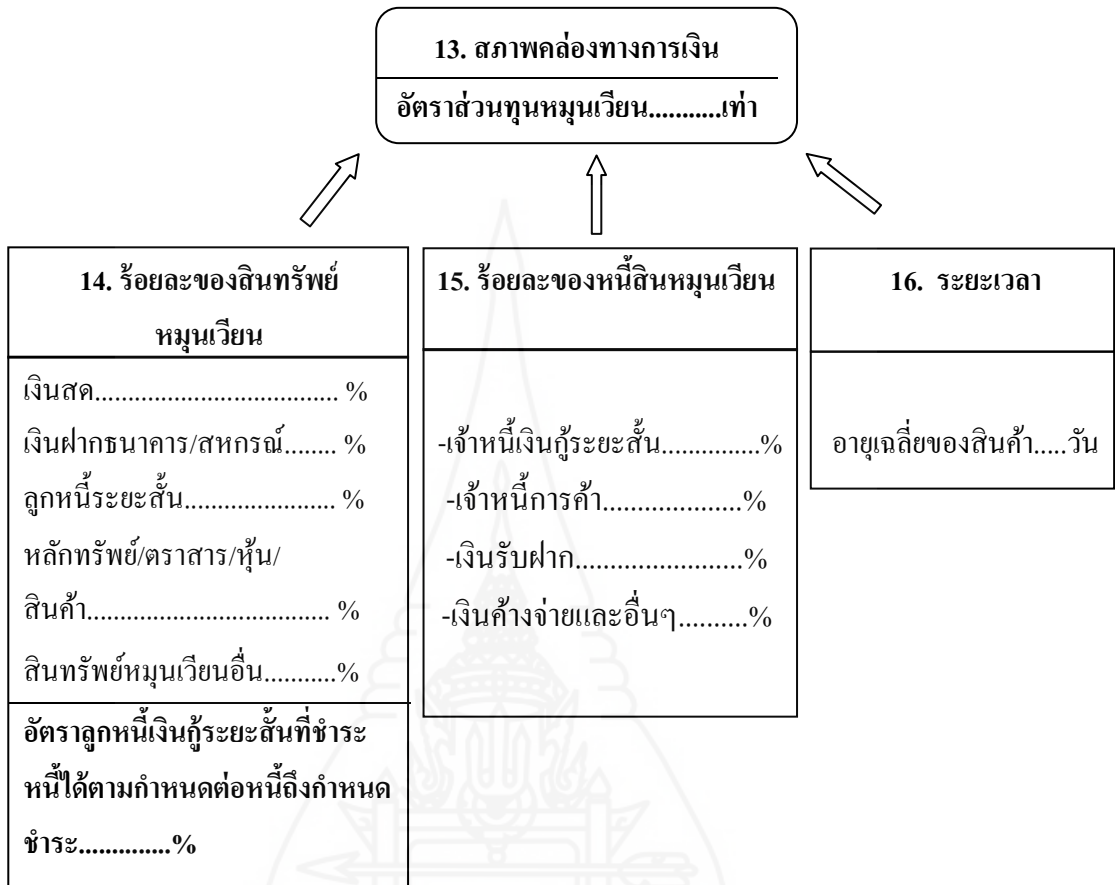 13. สภาพคล่องทางการเงิน
อัตราส่วนทุนหมุนเวียน...........เท่า
14. ร้อยละของสินทรัพย์
หมุนเวียน
เงินสด.................................... %
เงินฝากธนาคาร/สหกรณ์........ %
ลูกหนี้ระยะสั้น...................... %
หลักทรัพย์/ตราสาร/หุ้น/
สินค้า................................... %
สินทรัพย์หมุนเวียนอื่น...........%
อัตราลูกหนี้เงินกู้ระยะสั้นที่ชำระ
หนี้ได้ตามกำหนดต่อหนี้ถึงกำหนด
ชำระ..............%
15. ร้อยละของหนี้สินหมุนเวียน
-เจ้าหนี้เงินกู้ระยะสั้น..............%
-เจ้าหนี้การค้า....................%
-เงินรับฝาก........................%
-เงินค้างจ่ายและอื่นๆ..........%
16. ระยะเวลา
อายุเฉลี่ยของสินค้า.....วัน